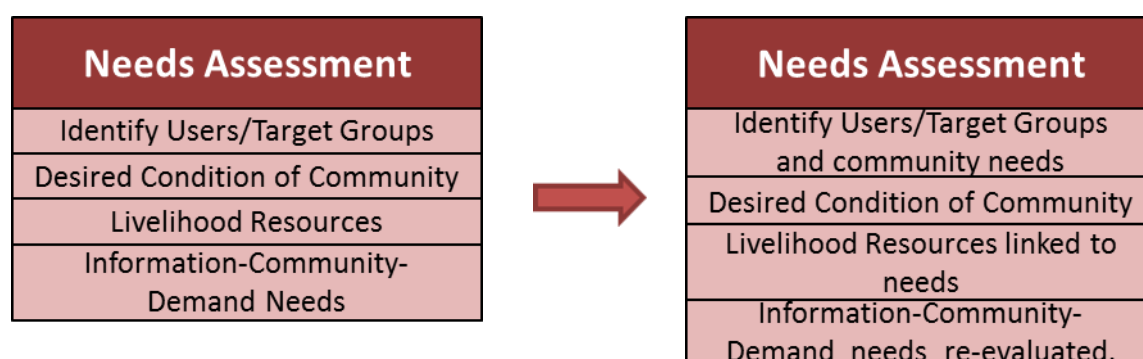 Needs Assessment
Identify Users/Target Groups
Desired Condition of Community
Livelihood Resources
Information-Community-
Demand Needs
Needs Assessment
Identify Users/Target Groups
and community needs
Desired Condition of Community
Livelihood Resources linked to
needs
Information-Community-
Demand needs re-evaluated.